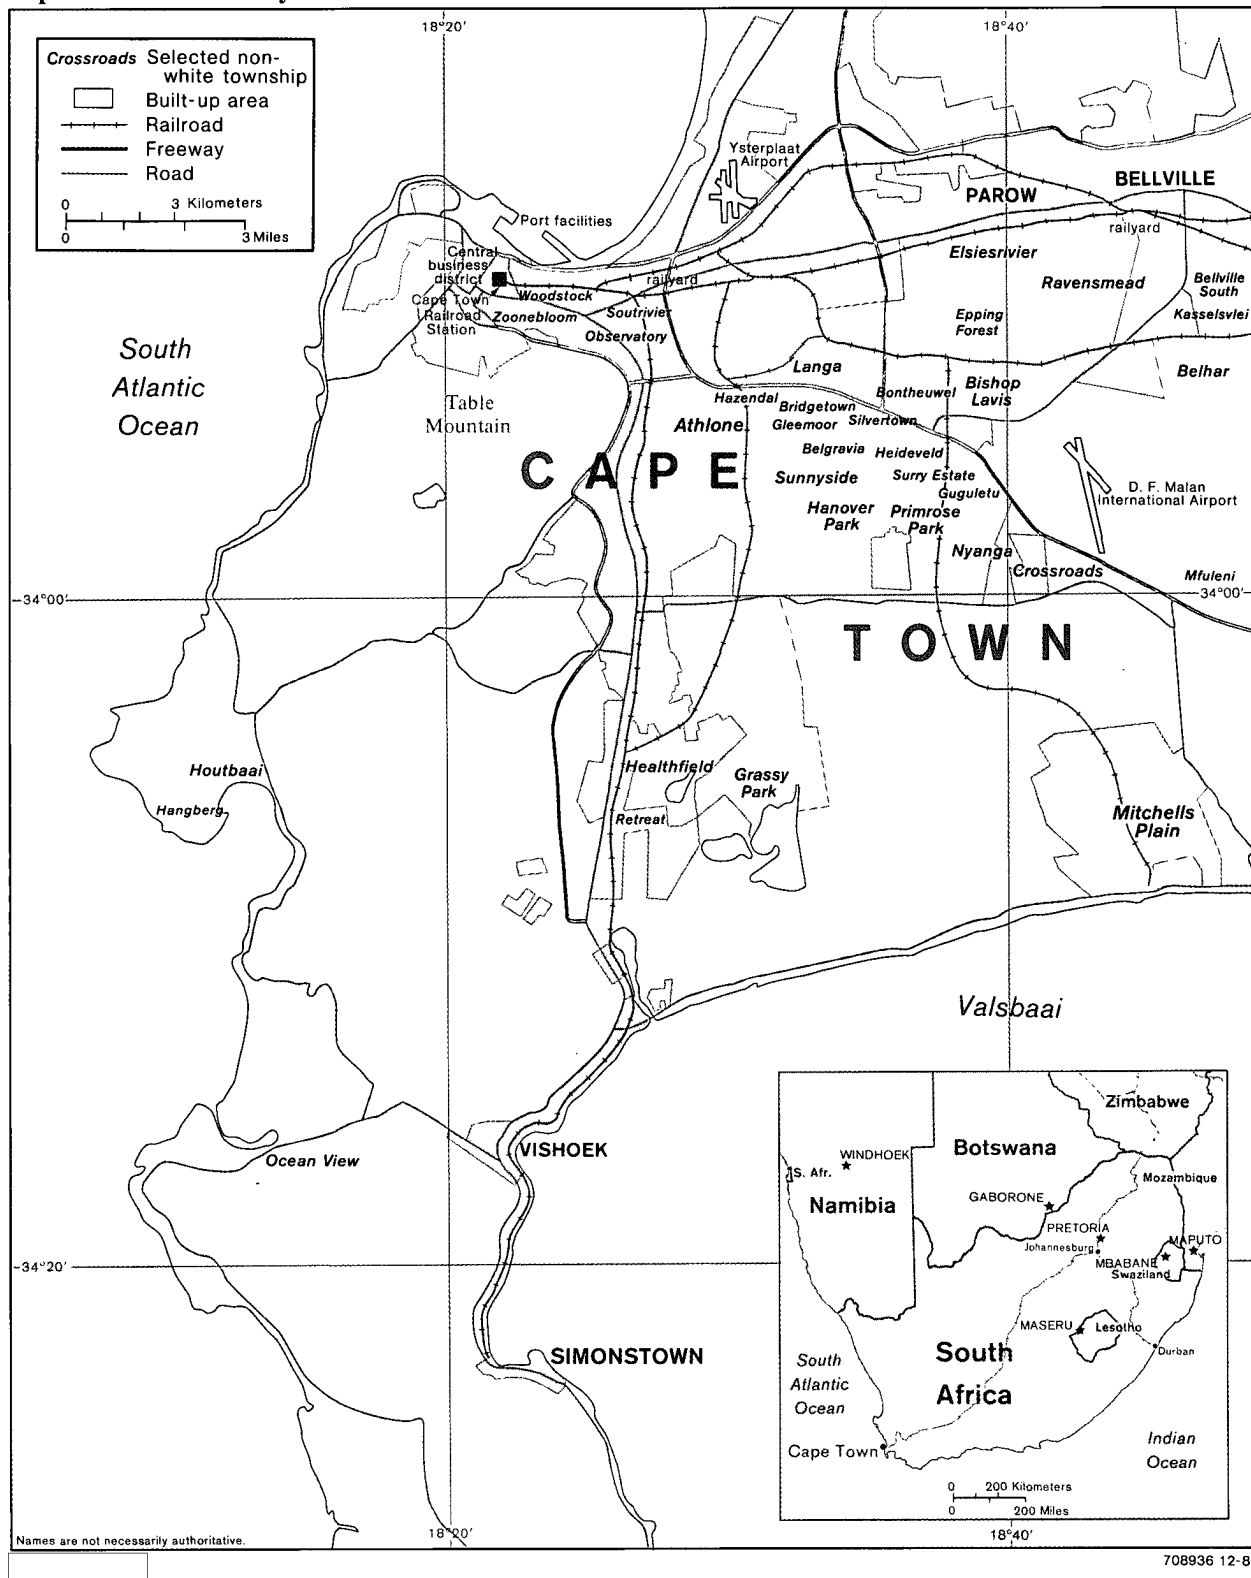 18°20'
18°40'
Crossroads Selected non-
white township
Built-up area
Railroad
Freeway
Road
0 3 Kilometers
0 3 Miles
Ysterplaat
Airport
PAROW
BELLVILLE
Port facilities
railyard
Central
business
district
Elsiesrivier
railyard
Ravensmead
Bellville
South
Kasselsvlei
Cape Town
Railroad
Station
Woodstock
Zoonebloom
Soutrivier
Observatory
Epping
Forest
South
Atlantic
Ocean
Langa
Belhar
Table
Mountain
Hazendal
Bontheuwel
Bishop
Lavis
Bridgetown
Gleemoor
Silvertown
Athlone
Belgravia
Heideveld
CAPE
Sunnyside
Surry Estate
Guguletu
D. F. Malan
International Airport
Hanover
Park
Primrose
Park
Nyanga
Crossroads
Mfuleni
34°00'
34°00'
TOWN
Houtbaai
Hangberg
Healthfield
Grassy
Park
Retreat
Mitchells
Plain
Valsbaai
VISHOEK
Ocean View
34°20'
SIMONSTOWN
Zimbabwe
Botswana
WINDHOEK
S. Afr.
Namibia
GABORONE
Mozambique
PRETORIA
Johannesburg
MAPUTO
MBABANE
Swaziland
MASERU
Lesotho
Durban
South
Africa
South
Atlantic
Ocean
Cape Town
Indian
Ocean
0 200 Kilometers
0 200 Miles
Names are not necessarily authoritative.
18°20'
18°40'
708936 12-8